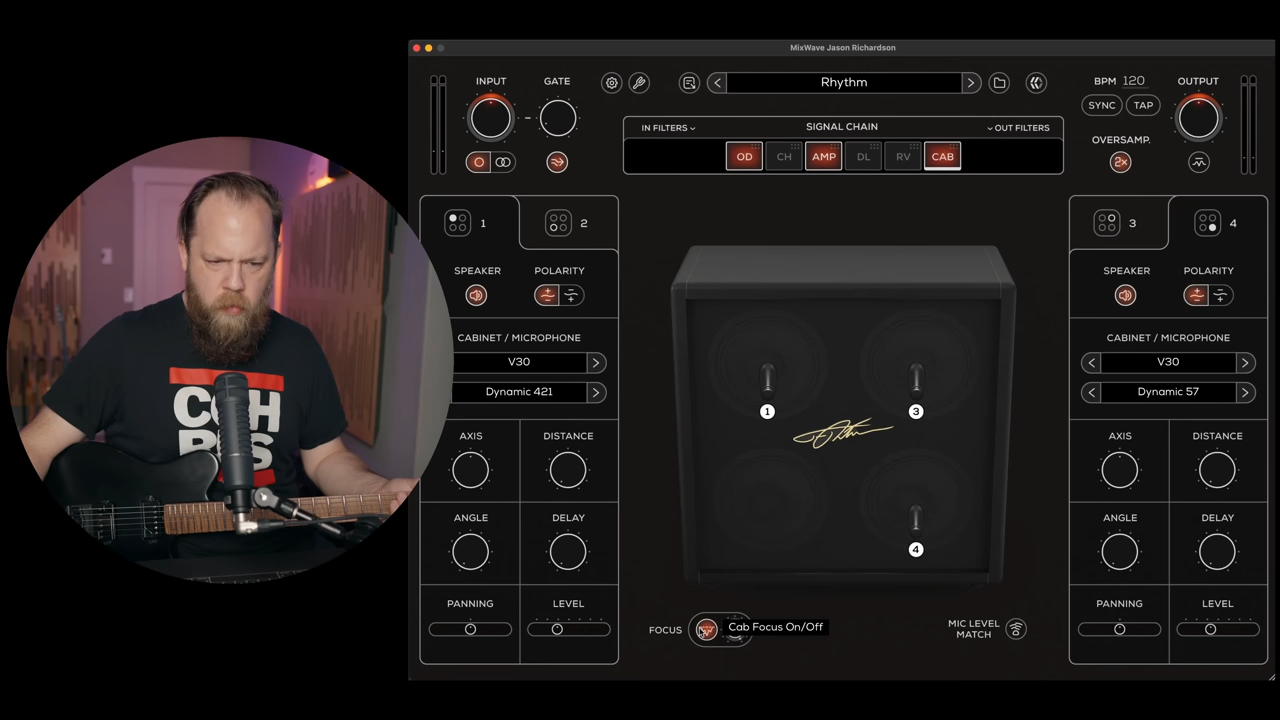 MixWave Jason Richardson
INPUT
GATE
Rhythm
BPM 120
OUTPUT
SYNC
TAP
IN FILTERS
SIGNAL CHAIN
OUT FILTERS
OD
CH
AMP
DL
RV
CAB
OVERSAMP.
2x
1
2
3
4
SPEAKER
POLARITY
CABINET / MICROPHONE
V30
Dynamic 421
AXIS
DISTANCE
ANGLE
DELAY
PANNING
LEVEL
1
3
4
FOCUS
Cab Focus On/Off
MIC LEVEL
MATCH
SPEAKER
POLARITY
CABINET / MICROPHONE
V30
Dynamic 57
AXIS
DISTANCE
ANGLE
DELAY
PANNING
LEVEL